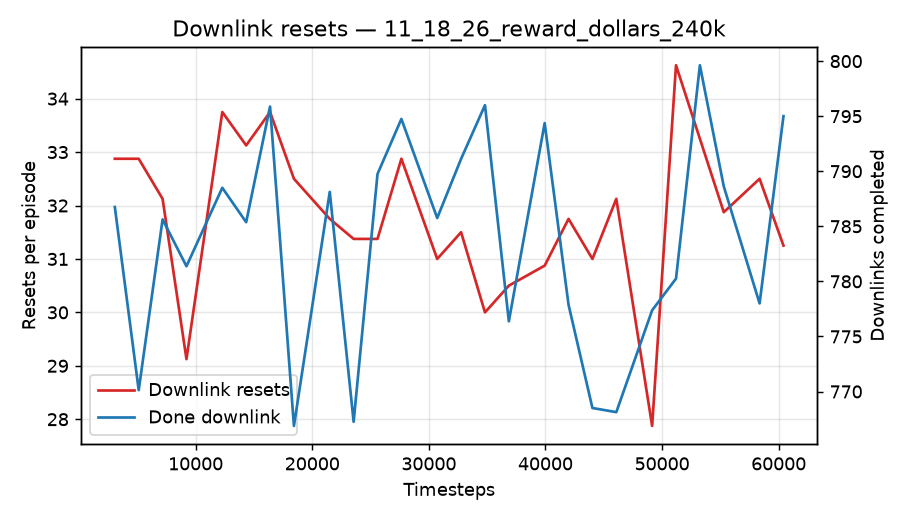 Downlink resets — 11_18_26_reward_dollars_240k
34
33
32
31
30
29
28
Resets per episode
800
795
790
785
780
775
770
Downlinks completed
Downlink resets
Done downlink
10000 20000 30000 40000 50000 60000
Timesteps